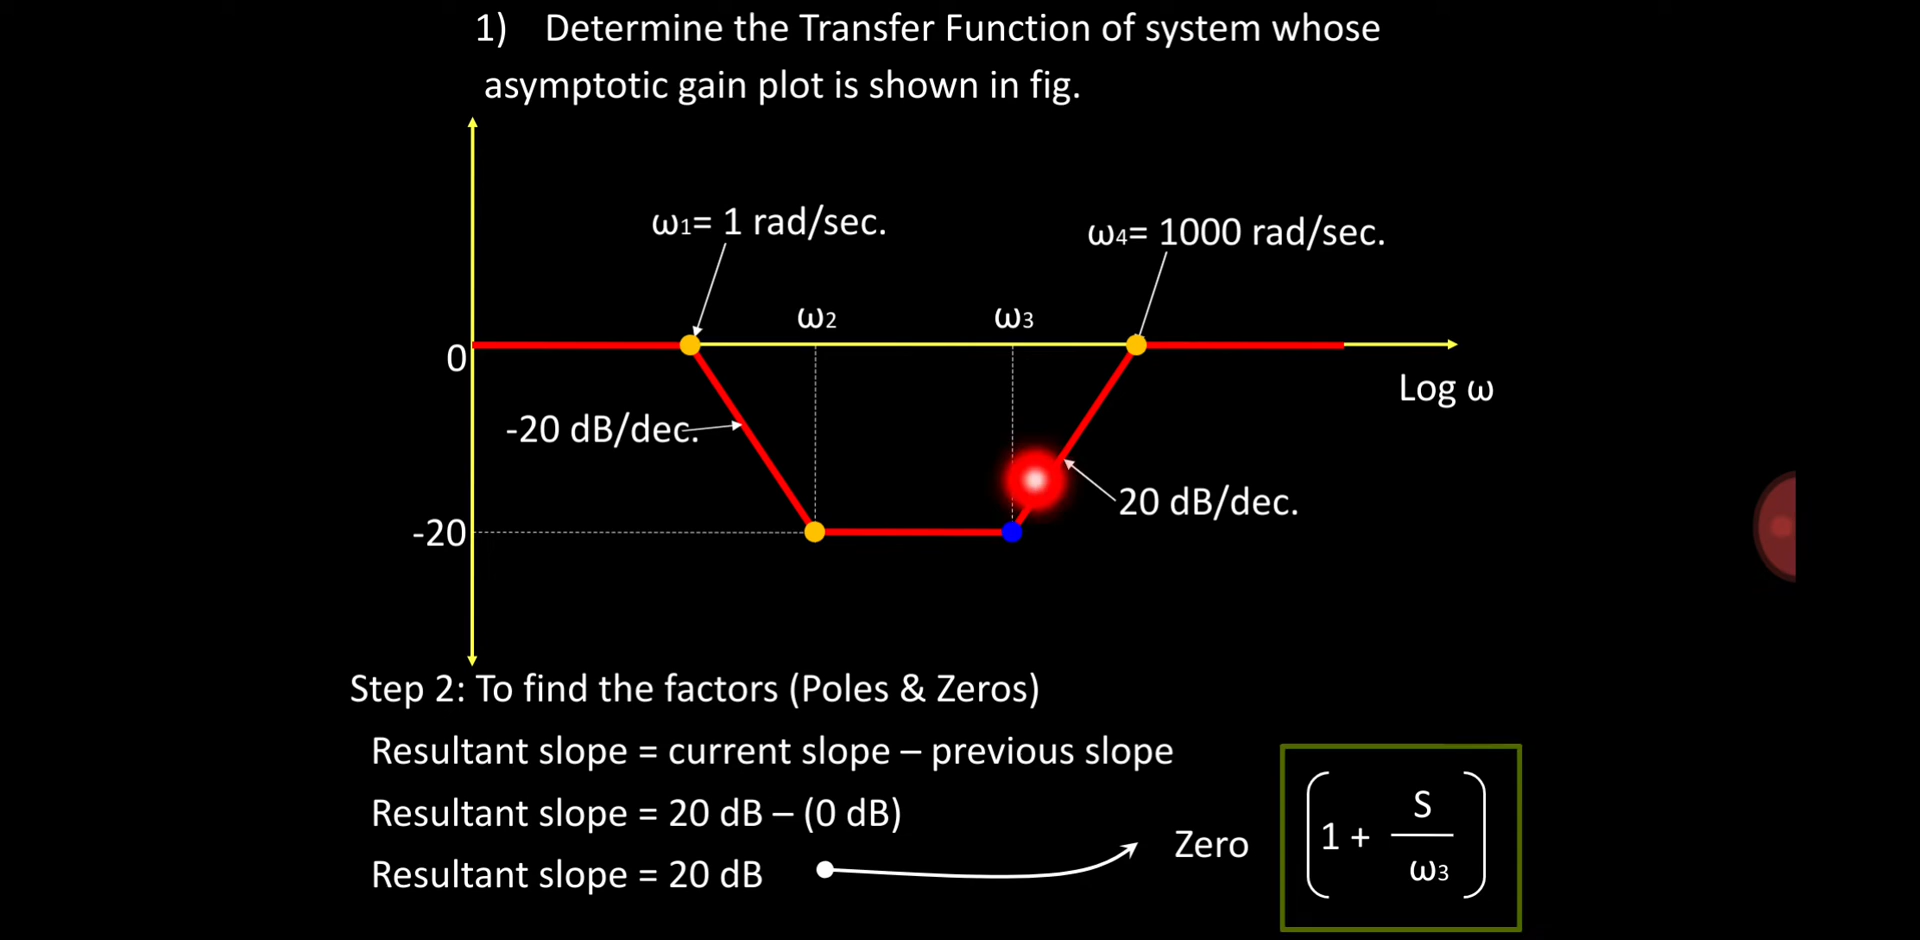 1) Determine the Transfer Function of system whose
asymptotic gain plot is shown in fig.
ω1= 1 rad/sec.
ω4= 1000 rad/sec.
ω2
ω3
0
Log ω
-20 dB/dec.
20 dB/dec.
-20
Step 2: To find the factors (Poles & Zeros)
Resultant slope = current slope – previous slope
Resultant slope = 20 dB – (0 dB)
Resultant slope = 20 dB
Zero
1 +
S
ω3